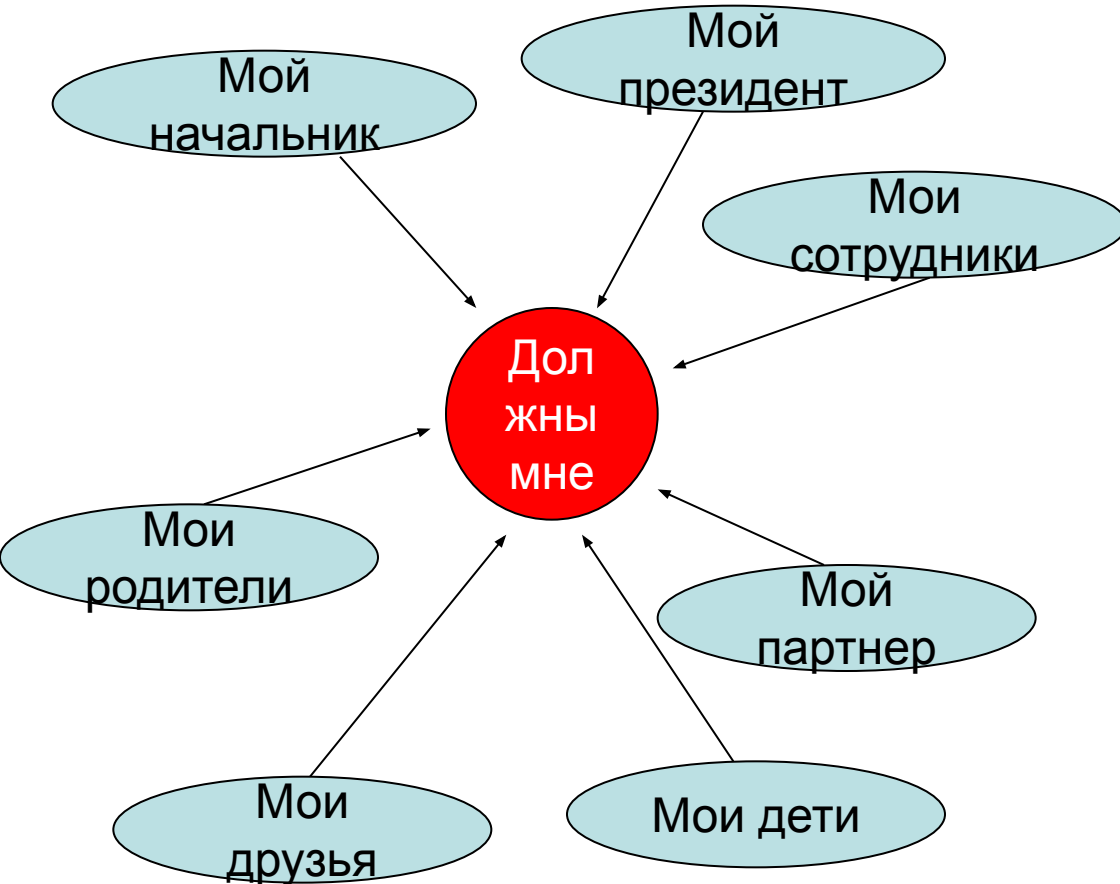 Мой
начальник
Мой
президент
Мои
сотрудники
Дол
жны
мне
Мои
родители
Мой
партнер
Мои
друзья
Мои дети